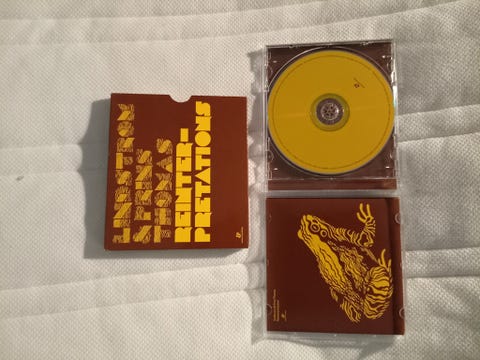 LINDSTRØM
& PRINS
THOMAS
REINTER-
PRETATIONS